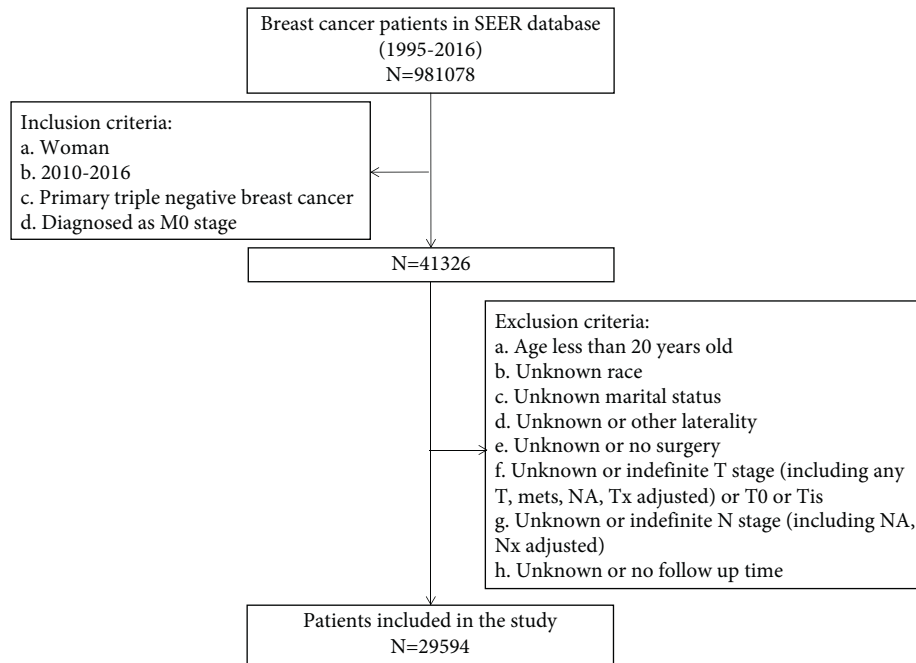 Breast cancer patients in SEER database
(1995-2016)
N=981078
Inclusion criteria:
a. Woman
b. 2010-2016
c. Primary triple negative breast cancer
d. Diagnosed as M0 stage
N=41326
Exclusion criteria:
a. Age less than 20 years old
b. Unknown race
c. Unknown marital status
d. Unknown or other laterality
e. Unknown or no surgery
f. Unknown or indefinite T stage (including any
T, mets, NA, Tx adjusted) or T0 or Tis
g. Unknown or indefinite N stage (including NA,
Nx adjusted)
h. Unknown or no follow up time
Patients included in the study
N=29594